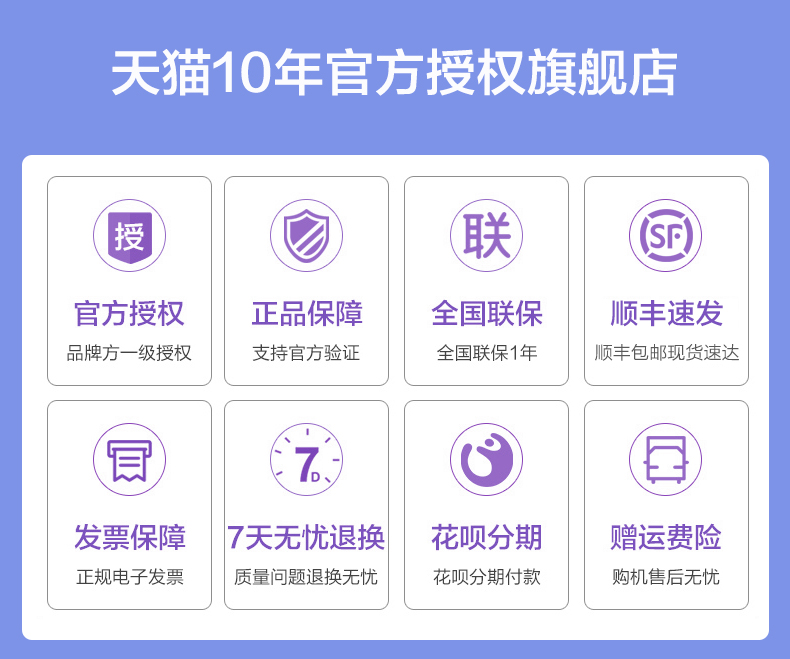 天猫10年官方授权旗舰店
授
联
SF
官方授权
正品保障
全国联保
顺丰速发
品牌方一级授权
支持官方验证
全国联保1年
顺丰包邮现货速达
7D
发票保障
7天无忧退换
花呗分期
赠运费险
正规电子发票
质量问题退换无忧
花呗分期付款
购机售后无忧